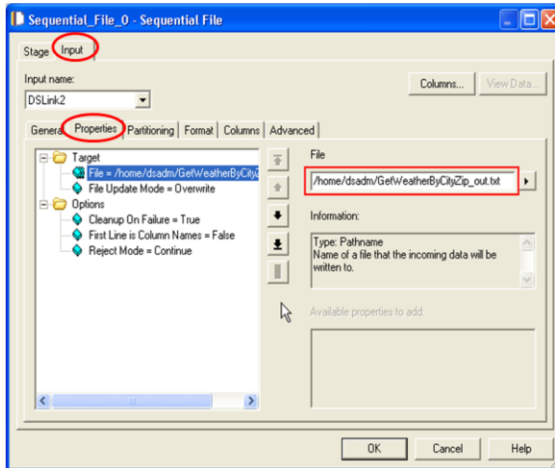 Sequential_File_0 - Sequential File
Stage Input
Input name:
DSLink2
Columns... View Data...
General Properties Partitioning Format Columns Advanced
Target
File = /home/dsadm/GetWeatherByCityZ
File Update Mode = Overwrite
Options
Cleanup On Failure = True
First Line is Column Names = False
Reject Mode = Continue
File
/home/dsadm/GetWeatherByCityZip_out.txt
Information:
Type: Pathname
Name of a file that the incoming data will be
written to.
Available properties to add:
OK Cancel Help